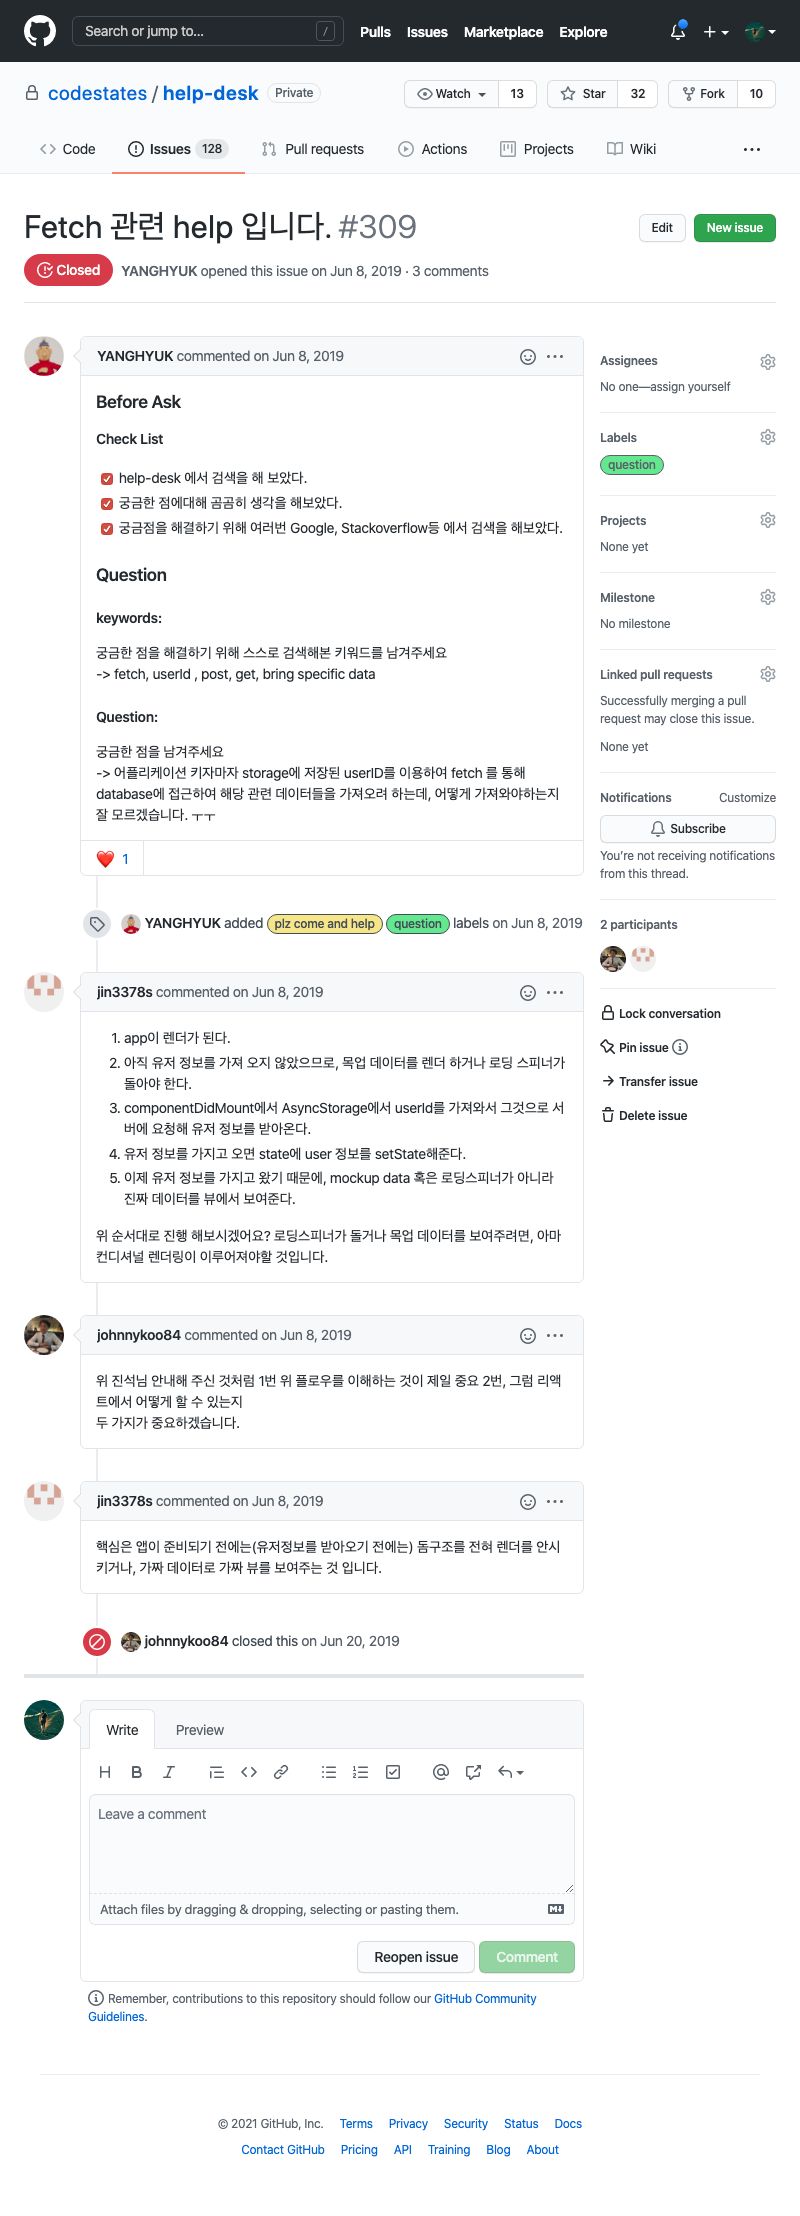 Search or jump to... /
Pulls Issues Marketplace Explore
codestates / help-desk Private
Watch 13 Star 32 Fork 10
Code Issues 128 Pull requests Actions Projects Wiki ...
Fetch 관련 help 입니다. #309
Edit New issue
Closed YANGHYUK opened this issue on Jun 8, 2019 · 3 comments
YANGHYUK commented on Jun 8, 2019
Before Ask
Check List
help-desk 에서 검색을 해 보았다.
궁금한 점에대해 곰곰히 생각을 해보았다.
궁금점을 해결하기 위해 여러번 Google, Stackoverflow등 에서 검색을 해보았다.
Question
keywords:
궁금한 점을 해결하기 위해 스스로 검색해본 키워드를 남겨주세요
-> fetch, userId , post, get, bring specific data
Question:
궁금한 점을 남겨주세요
-> 어플리케이션 키자마자 storage에 저장된 userID를 이용하여 fetch 를 통해
database에 접근하여 해당 관련 데이터들을 가져오려 하는데, 어떻게 가져와야하는지
잘 모르겠습니다. ㅜㅜ
❤️ 1
YANGHYUK added plz come and help question labels on Jun 8, 2019
jin3378s commented on Jun 8, 2019
1. app이 렌더가 된다.
2. 아직 유저 정보를 가져 오지 않았으므로, 목업 데이터를 렌더 하거나 로딩 스피너가
돌아야 한다.
3. componentDidMount에서 AsyncStorage에서 userId를 가져와서 그것으로 서
버에 요청해 유저 정보를 받아온다.
4. 유저 정보를 가지고 오면 state에 user 정보를 setState해준다.
5. 이제 유저 정보를 가지고 왔기 때문에, mockup data 혹은 로딩스피너가 아니라
진짜 데이터를 뷰에서 보여준다.
위 순서대로 진행 해보시겠어요? 로딩스피너가 돌거나 목업 데이터를 보여주려면, 아마
컨디셔널 렌더링이 이루어져야할 것입니다.
johnnykoo84 commented on Jun 8, 2019
위 진석님 안내해 주신 것처럼 1번 위 플로우를 이해하는 것이 제일 중요 2번, 그럼 리액
트에서 어떻게 할 수 있는지
두 가지가 중요하겠습니다.
jin3378s commented on Jun 8, 2019
핵심은 앱이 준비되기 전에는(유저정보를 받아오기 전에는) 돔구조를 전혀 렌더를 안시
키거나, 가짜 데이터로 가짜 뷰를 보여주는 것 입니다.
johnnykoo84 closed this on Jun 20, 2019
Write Preview
Leave a comment
Attach files by dragging & dropping, selecting or pasting them.
Reopen issue Comment
Remember, contributions to this repository should follow our GitHub Community
Guidelines.
Assignees
No one—assign yourself
Labels
question
Projects
None yet
Milestone
No milestone
Linked pull requests
Successfully merging a pull
request may close this issue.
None yet
Notifications Customize
Subscribe
You're not receiving notifications
from this thread.
2 participants
Lock conversation
Pin issue
Transfer issue
Delete issue
© 2021 GitHub, Inc. Terms Privacy Security Status Docs
Contact GitHub Pricing API Training Blog About